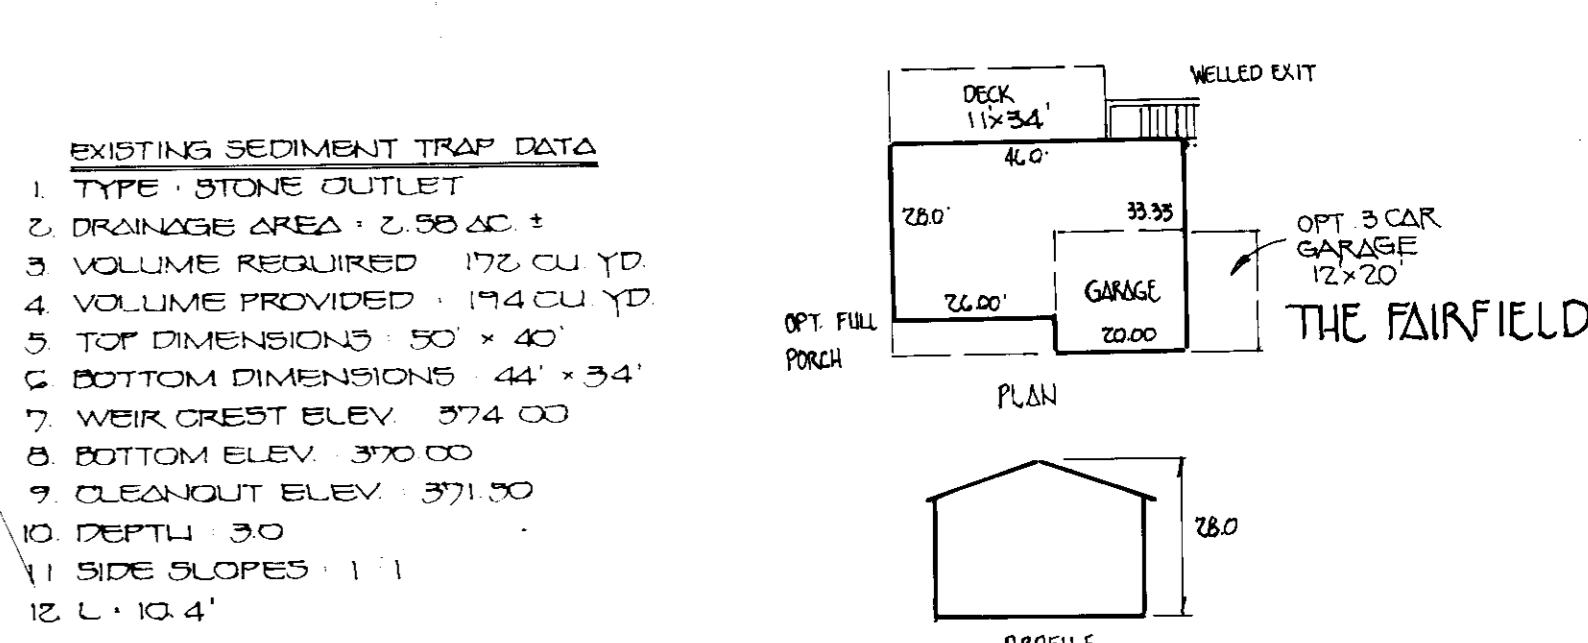 EXISTING SEDIMENT TRAP DATA
1. TYPE : STONE OUTLET
2. DRAINAGE AREA : 2.58 AC. ±
3. VOLUME REQUIRED 172 CU. YD.
4. VOLUME PROVIDED : 194 CU. YD.
5. TOP DIMENSIONS : 50' × 40'
6. BOTTOM DIMENSIONS 44' × 34'
7. WEIR CREST ELEV. 374.00
8. BOTTOM ELEV. 370.00
9. CLEANOUT ELEV. : 371.50
10. DEPTH : 3.0
11 SIDE SLOPES : 1 : 1
12. L : 10.4'
WELLED EXIT
DECK
11'×34'
46.0'
28.0'
33.33
OPT. 3 CAR
GARAGE
12'×20'
GARAGE
26.00'
20.00
OPT. FULL
PORCH
THE FAIRFIELD
PLAN
28.0
PROFILE